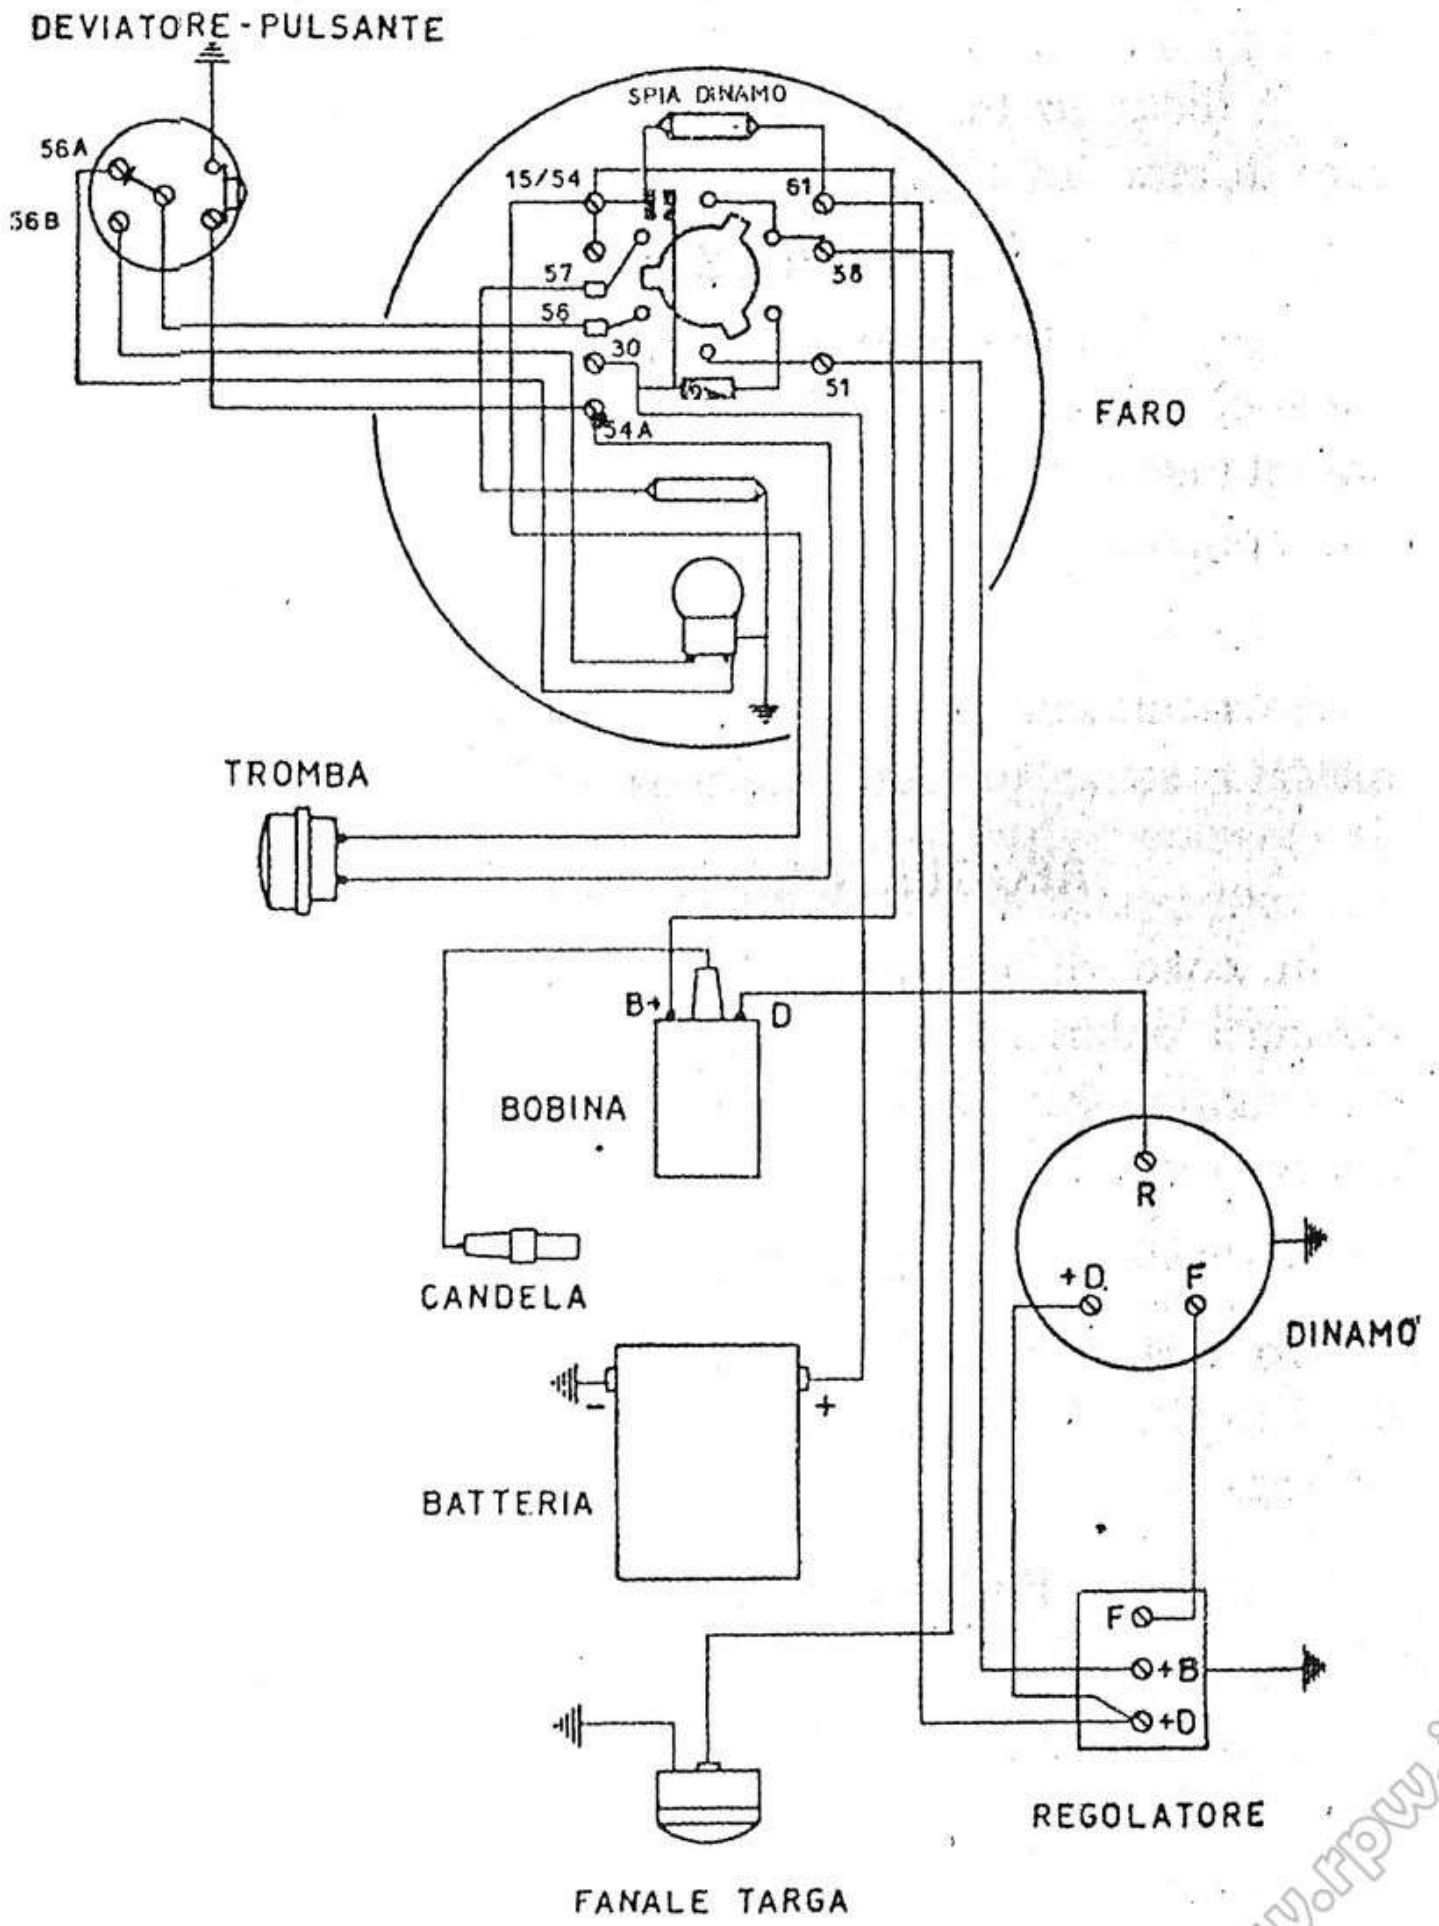 DEVIATORE-PULSANTE
SPIA DINAMO
56A
56B
15/54
61
57
58
56
30
51
54A
FARO
TROMBA
B+
D
BOBINA
R
+D
F
DINAMO'
CANDELA
-
+
BATTERIA
F
+B
+D
REGOLATORE
FANALE TARGA